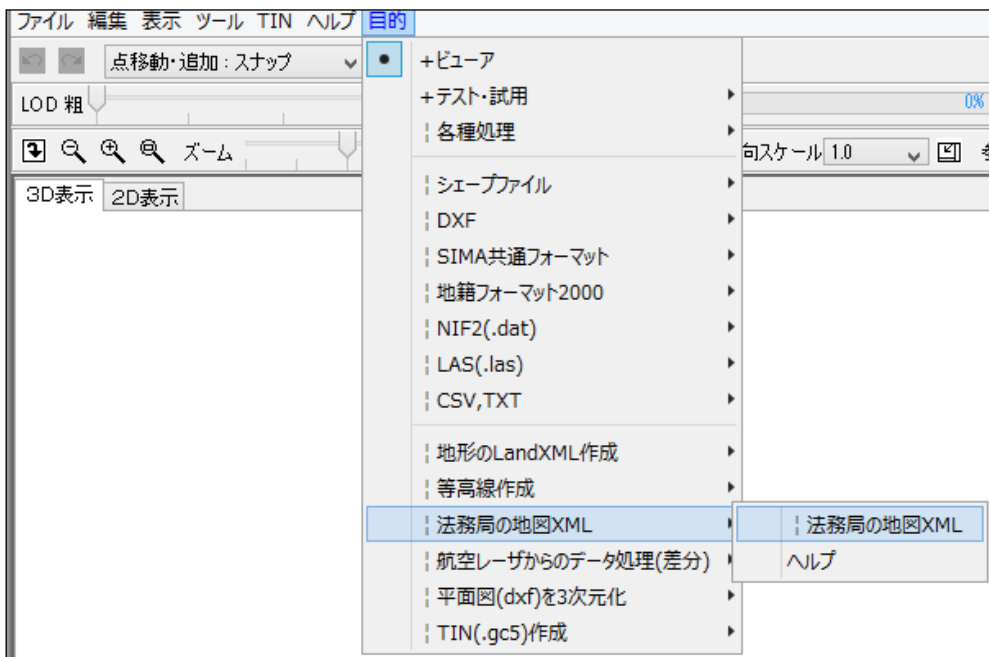 ファイル 編集 表示 ツール TIN ヘルプ 目的
点移動・追加：スナップ
LOD 粗
0%
ズーム
向スケール 1.0
3D表示 2D表示
+ビューア
+テスト・試用
¦各種処理
¦シェープファイル
¦DXF
¦SIMA共通フォーマット
¦地籍フォーマット2000
¦NIF2(.dat)
¦LAS(.las)
¦CSV,TXT
¦地形のLandXML作成
¦等高線作成
¦法務局の地図XML
¦航空レーザからのデータ処理(差分)
¦平面図(dxf)を3次元化
¦TIN(.gc5)作成
¦法務局の地図XML
ヘルプ